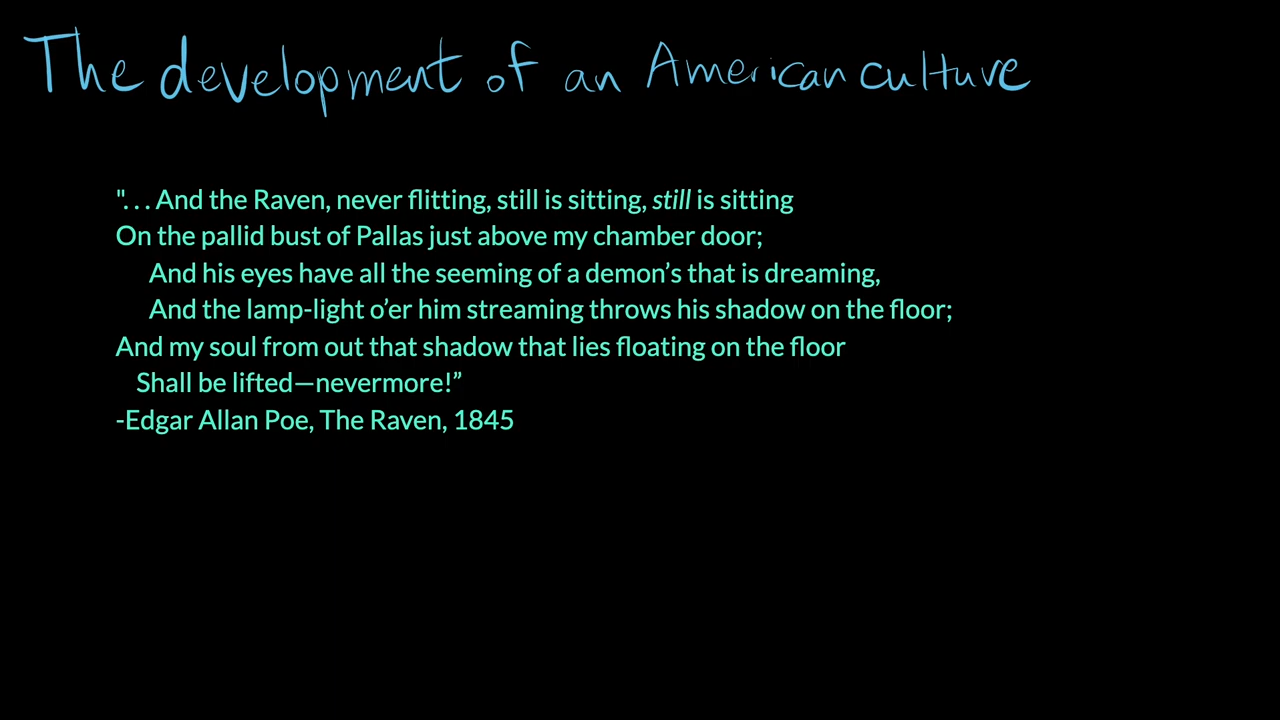 The development of an American culture
". . . And the Raven, never flitting, still is sitting, still is sitting
On the pallid bust of Pallas just above my chamber door;
And his eyes have all the seeming of a demon’s that is dreaming,
And the lamp-light o’er him streaming throws his shadow on the floor;
And my soul from out that shadow that lies floating on the floor
Shall be lifted—nevermore!”
-Edgar Allan Poe, The Raven, 1845